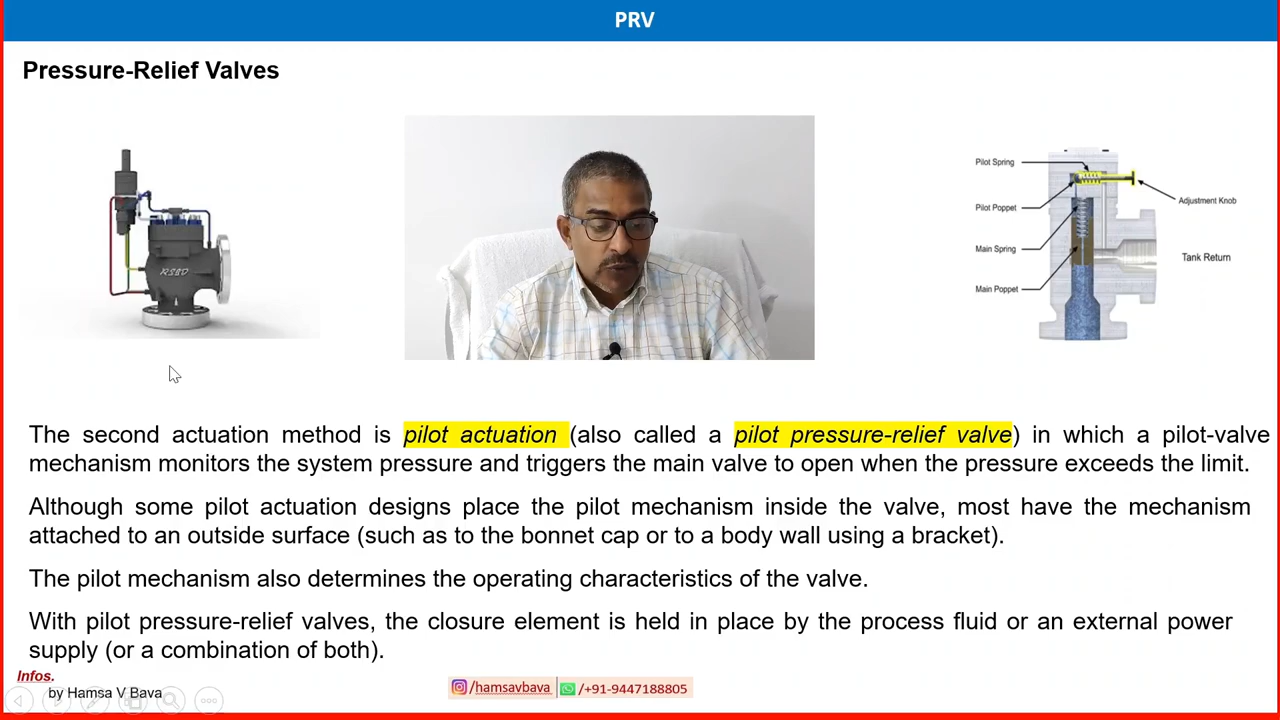 PRV
Pressure-Relief Valves
RSBD
Pilot Spring
Pilot Poppet
Adjustment Knob
Main Spring
Tank Return
Main Poppet
The second actuation method is pilot actuation (also called a pilot pressure-relief valve) in which a pilot-valve
mechanism monitors the system pressure and triggers the main valve to open when the pressure exceeds the limit.
Although some pilot actuation designs place the pilot mechanism inside the valve, most have the mechanism
attached to an outside surface (such as to the bonnet cap or to a body wall using a bracket).
The pilot mechanism also determines the operating characteristics of the valve.
With pilot pressure-relief valves, the closure element is held in place by the process fluid or an external power
supply (or a combination of both).
Infos.
by Hamsa V Bava
/hamsavbava
/+91-9447188805